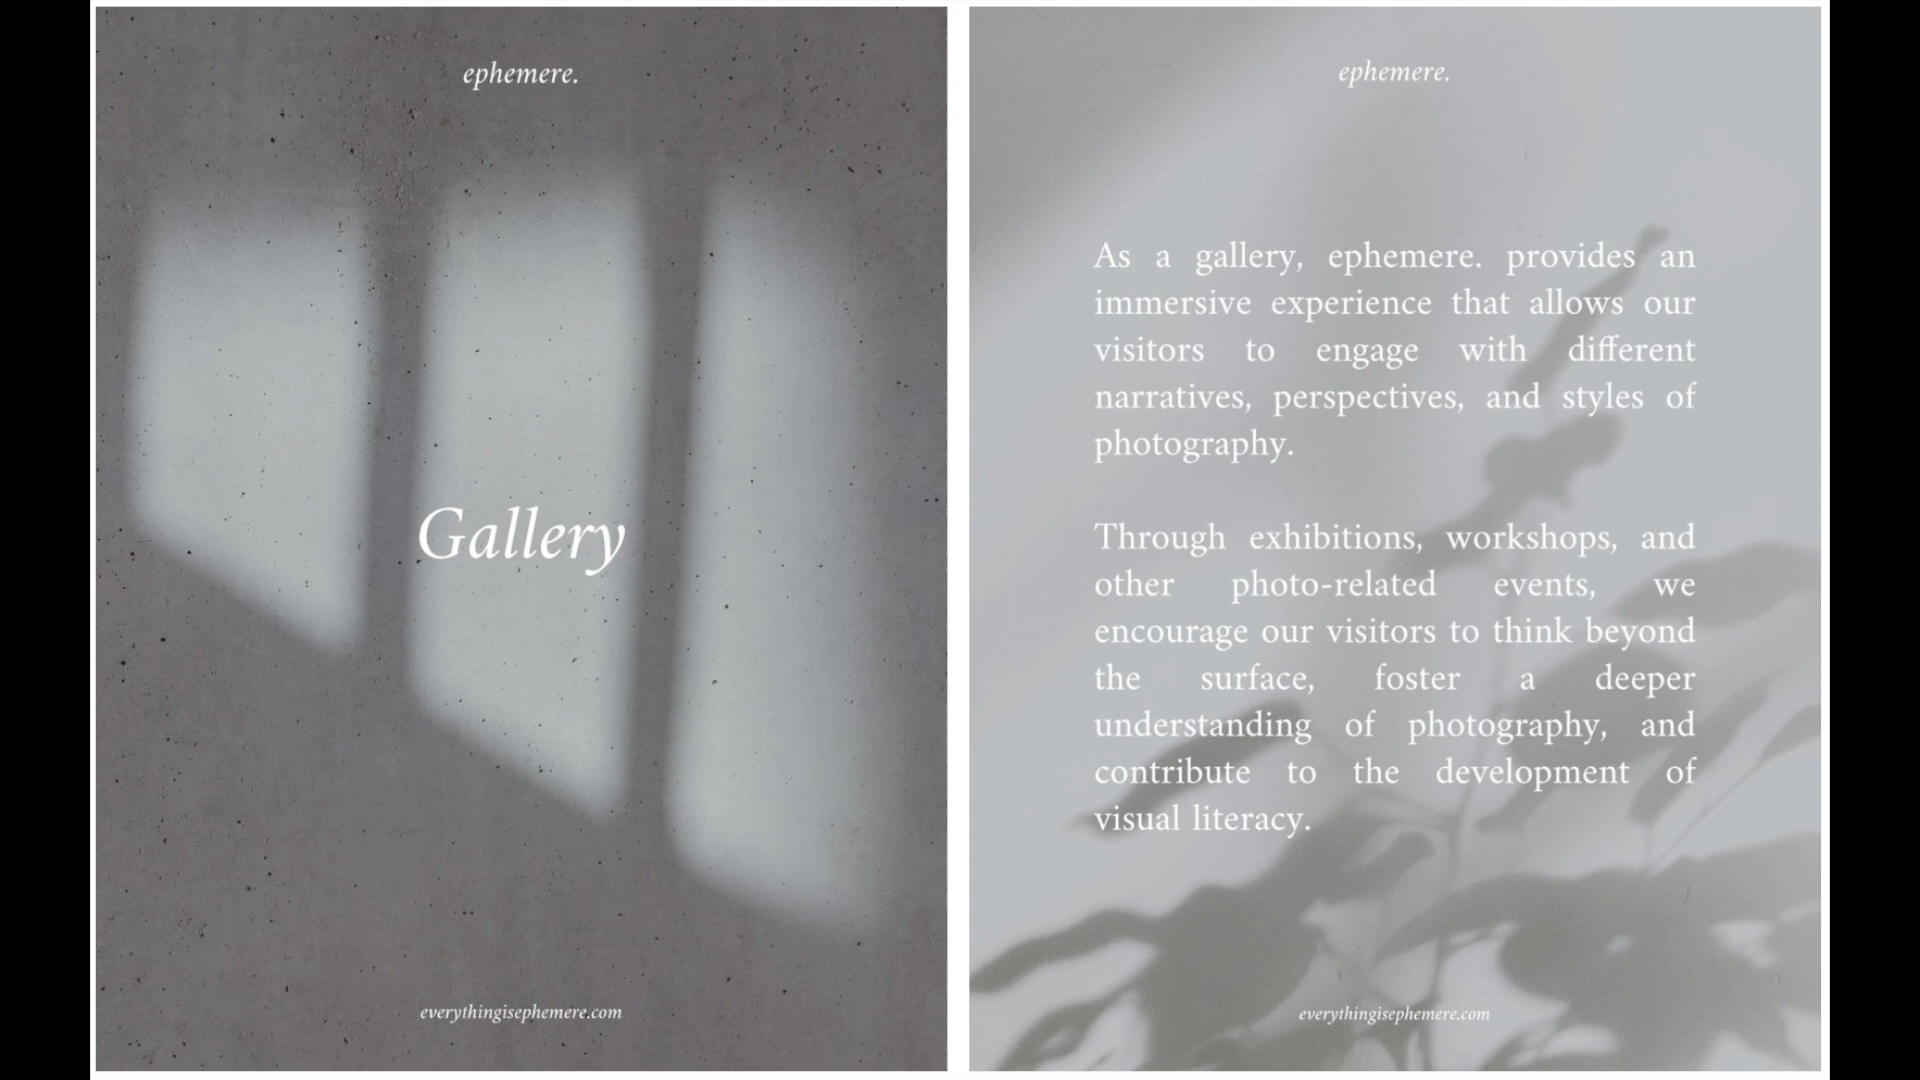 ephemere.
Gallery
everythingisephemere.com
ephemere.
As a gallery, ephemere. provides an
immersive experience that allows our
visitors to engage with different
narratives, perspectives, and styles of
photography.
Through exhibitions, workshops, and
other photo-related events, we
encourage our visitors to think beyond
the surface, foster a deeper
understanding of photography, and
contribute to the development of
visual literacy.
everythingisephemere.com